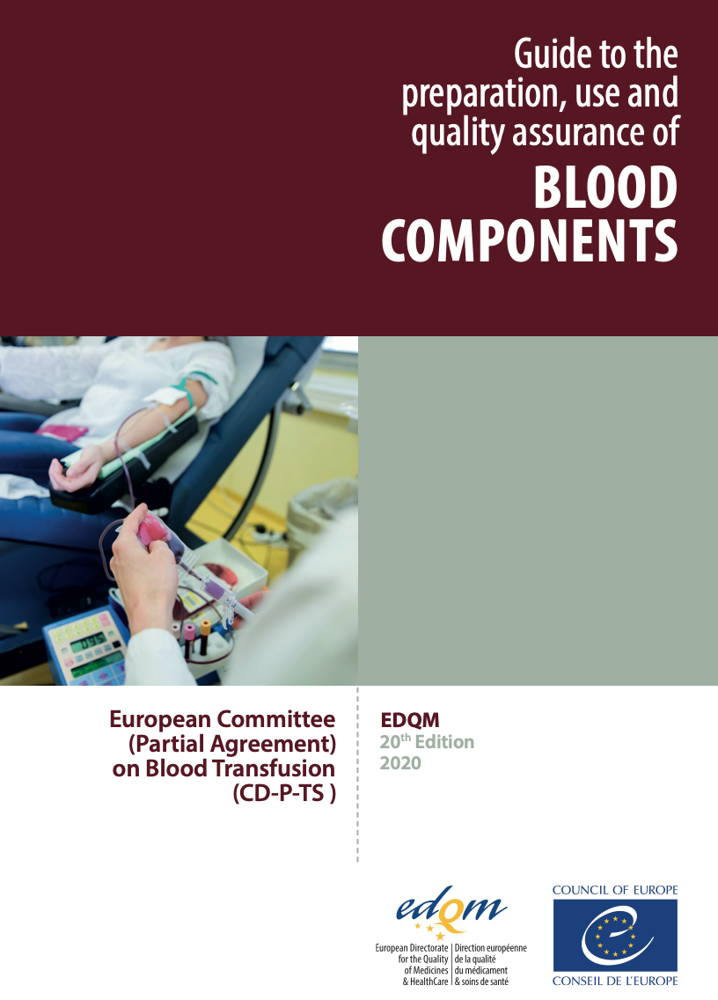 Guide to the
preparation, use and
quality assurance of
BLOOD
COMPONENTS
European Committee
(Partial Agreement)
on Blood Transfusion
(CD-P-TS )
EDQM
20th Edition
2020
edQm
European Directorate
for the Quality
of Medicines
& HealthCare
Direction européenne
de la qualité
du médicament
& soins de santé
COUNCIL OF EUROPE
CONSEIL DE L'EUROPE